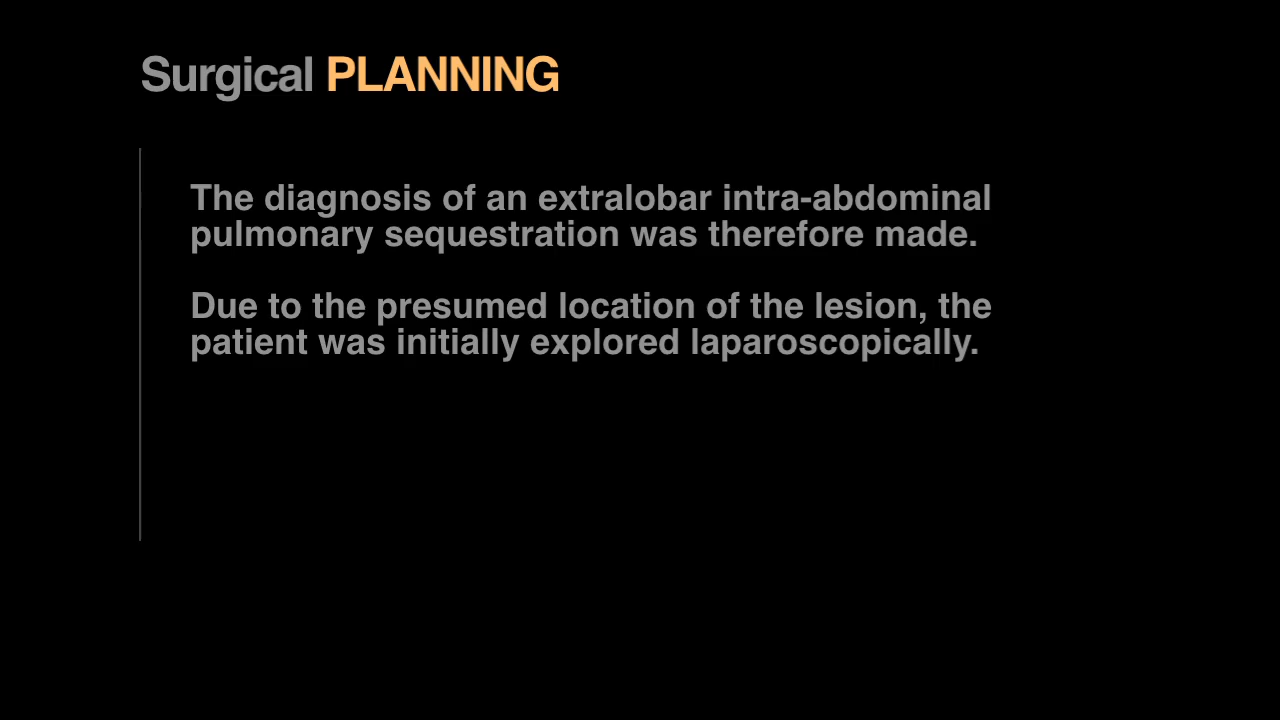 Surgical PLANNING
The diagnosis of an extralobar intra-abdominal
pulmonary sequestration was therefore made.
Due to the presumed location of the lesion, the
patient was initially explored laparoscopically.